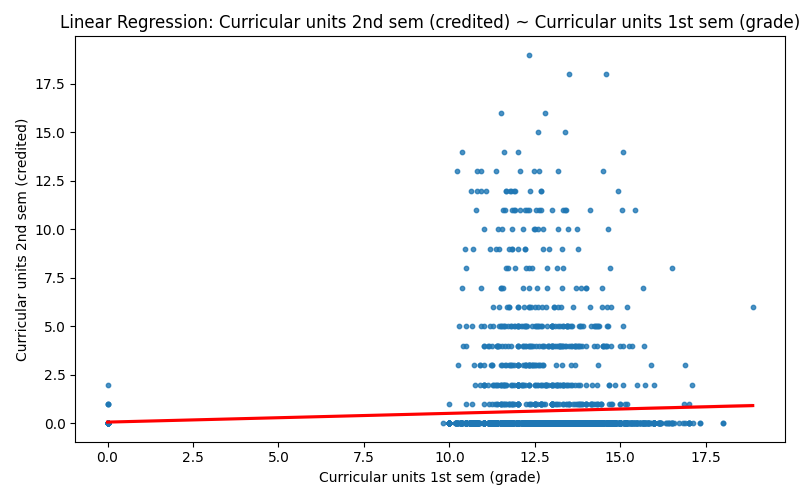 Linear Regression: Curricular units 2nd sem (credited) ~ Curricular units 1st sem (grade)
Curricular units 2nd sem (credited)
17.5
15.0
12.5
10.0
7.5
5.0
2.5
0.0
0.0 2.5 5.0 7.5 10.0 12.5 15.0 17.5
Curricular units 1st sem (grade)